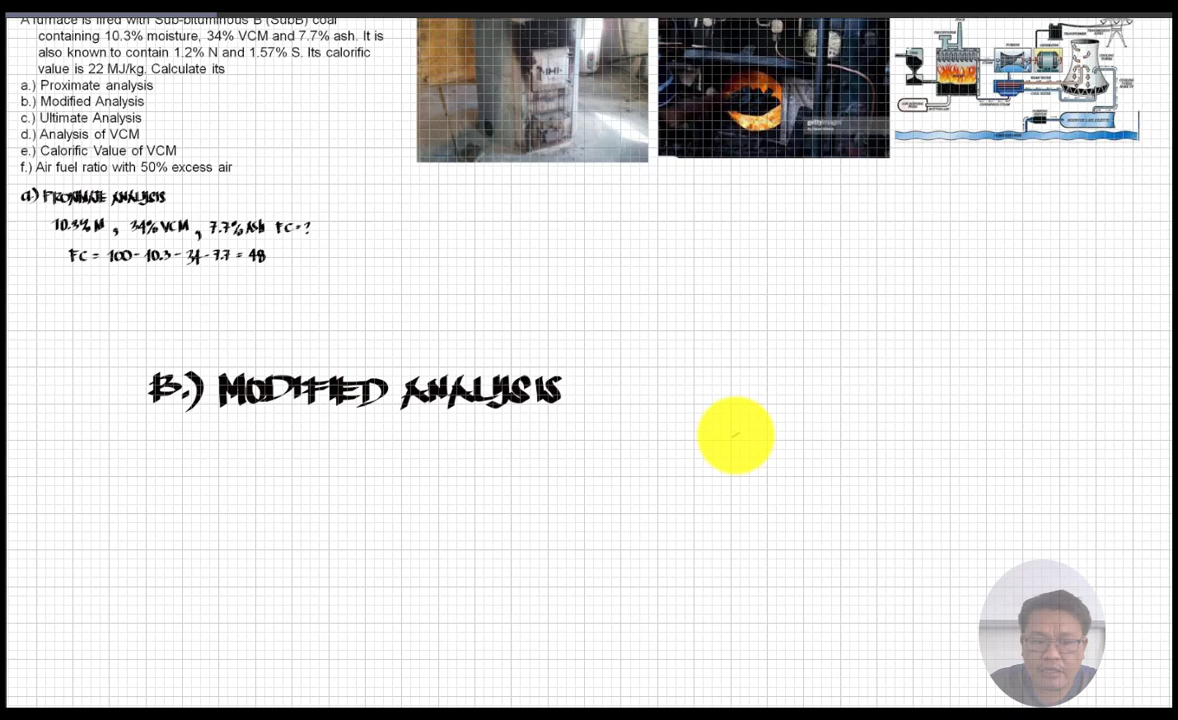 A furnace is fired with Sub-bituminous B (SubB) coal
containing 10.3% moisture, 34% VCM and 7.7% ash. It is
also known to contain 1.2% N and 1.57% S. Its calorific
value is 22 MJ/kg. Calculate its
a.) Proximate analysis
b.) Modified Analysis
c.) Ultimate Analysis
d.) Analysis of VCM
e.) Calorific Value of VCM
f.) Air fuel ratio with 50% excess air
a.) PROXIMATE ANALYSIS
10.3% M , 34% VCM , 7.7% Ash FC = ?
FC = 100 - 10.3 - 34 - 7.7 = 48
B.) MODIFIED ANALYSIS
gettyimages